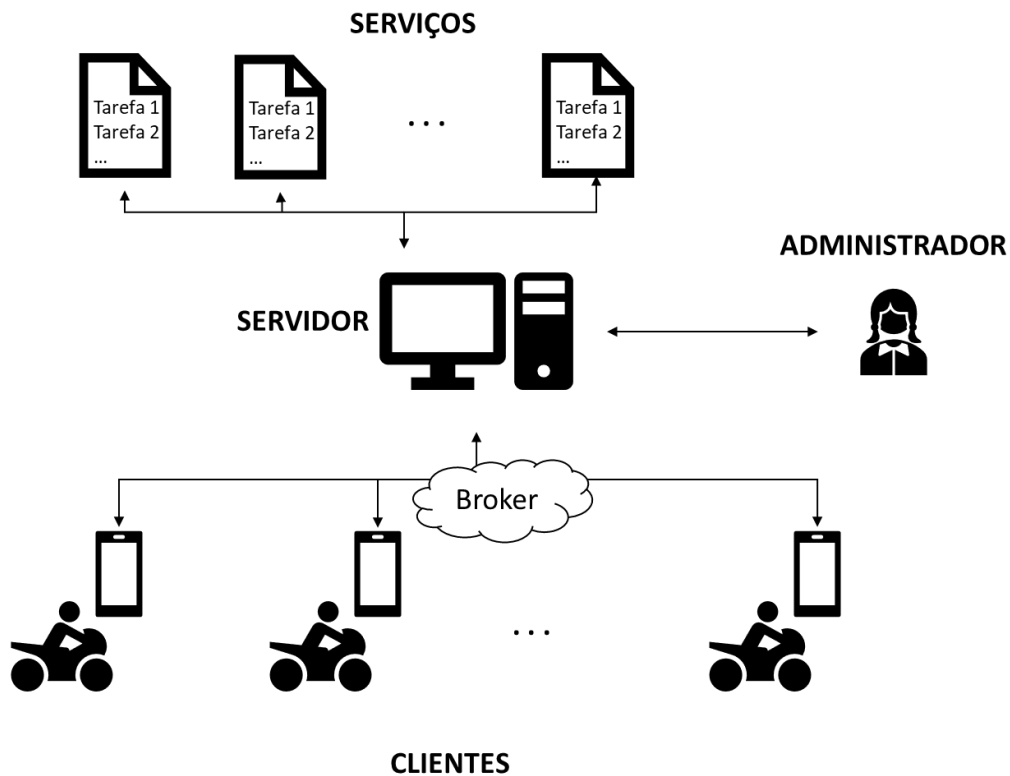 SERVIÇOS
Tarefa 1
Tarefa 2
...
Tarefa 1
Tarefa 2
...
...
Tarefa 1
Tarefa 2
...
ADMINISTRADOR
SERVIDOR
Broker
...
CLIENTES